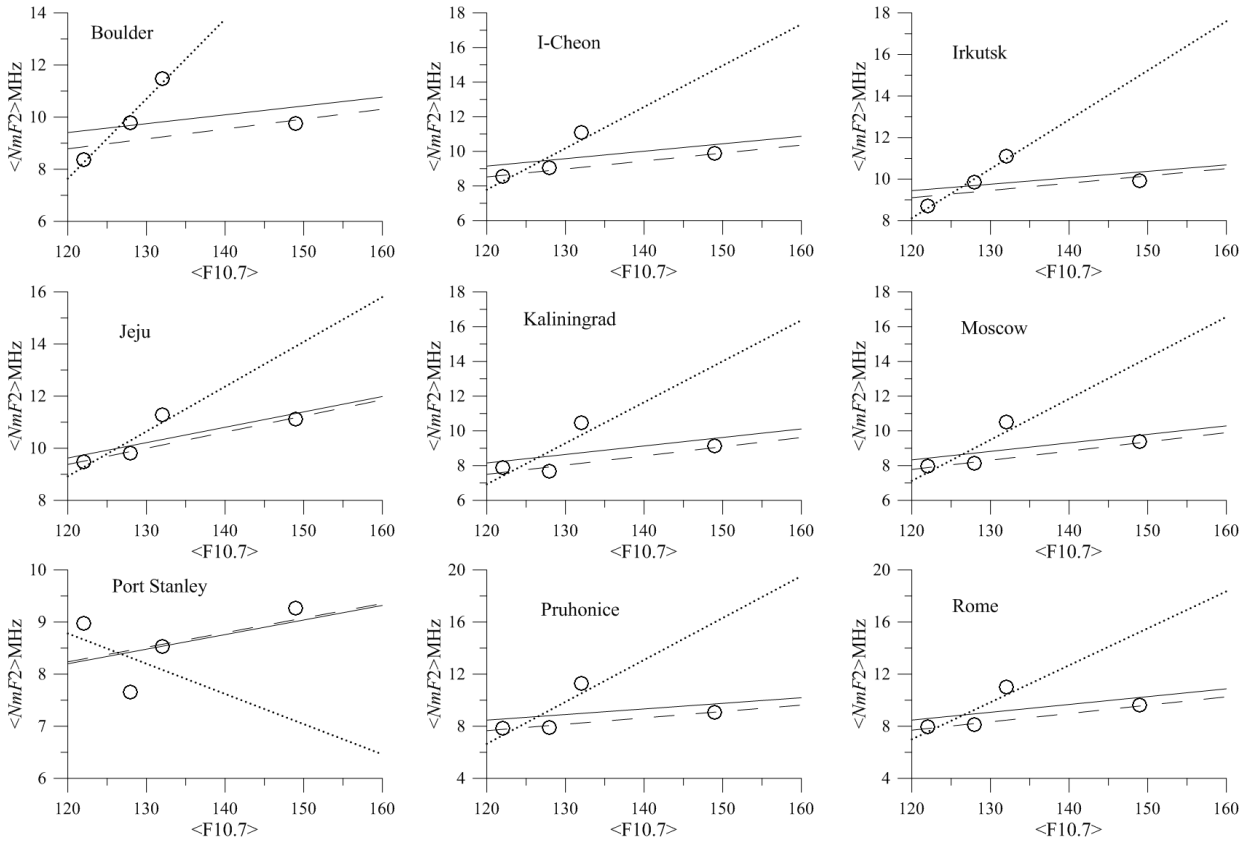 14
12
10
8
6
<NmF2>MHz
Boulder
120 130 140 150 160
<F10.7>
18
16
14
12
10
8
6
<NmF2>MHz
I-Cheon
120 130 140 150 160
<F10.7>
18
16
14
12
10
8
<NmF2>MHz
Irkutsk
120 130 140 150 160
<F10.7>
16
14
12
10
8
<NmF2>MHz
Jeju
120 130 140 150 160
<F10.7>
18
16
14
12
10
8
6
<NmF2>MHz
Kaliningrad
120 130 140 150 160
<F10.7>
18
16
14
12
10
8
6
<NmF2>MHz
Moscow
120 130 140 150 160
<F10.7>
10
9
8
7
6
<NmF2>MHz
Port Stanley
120 130 140 150 160
<F10.7>
20
16
12
8
4
<NmF2>MHz
Pruhonice
120 130 140 150 160
<F10.7>
20
16
12
8
4
<NmF2>MHz
Rome
120 130 140 150 160
<F10.7>